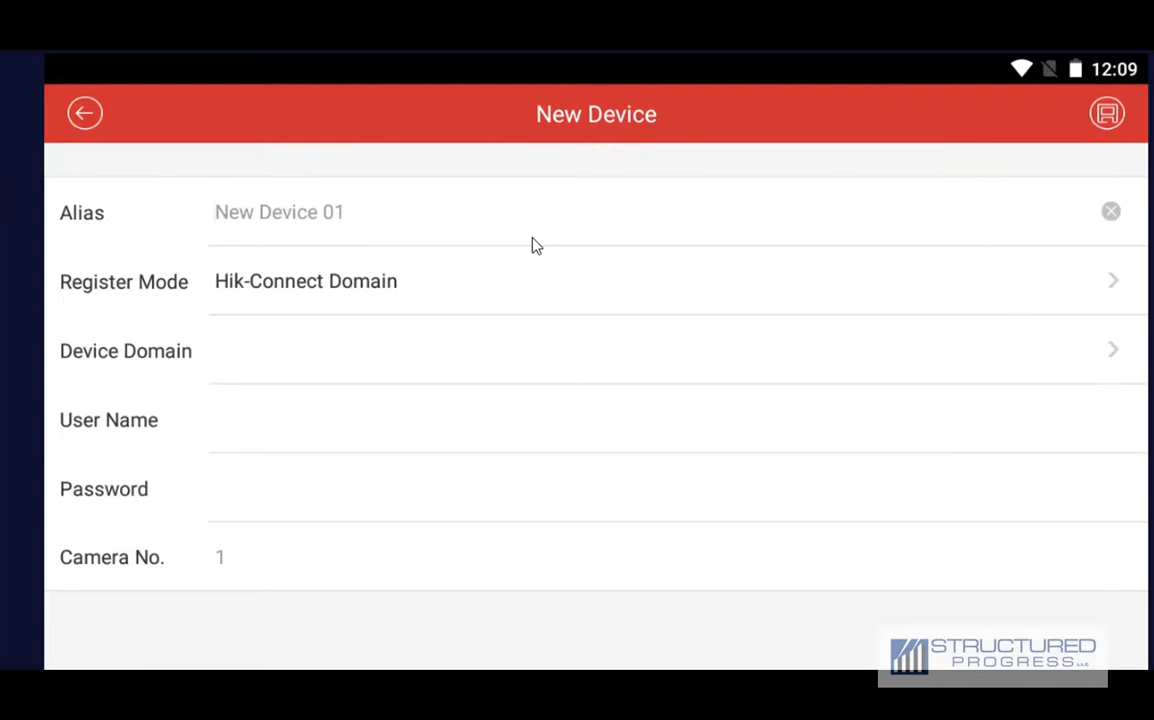 12:09
New Device
Alias New Device 01
Register Mode Hik-Connect Domain
Device Domain
User Name
Password
Camera No. 1
STRUCTURED
PROGRESS LLC